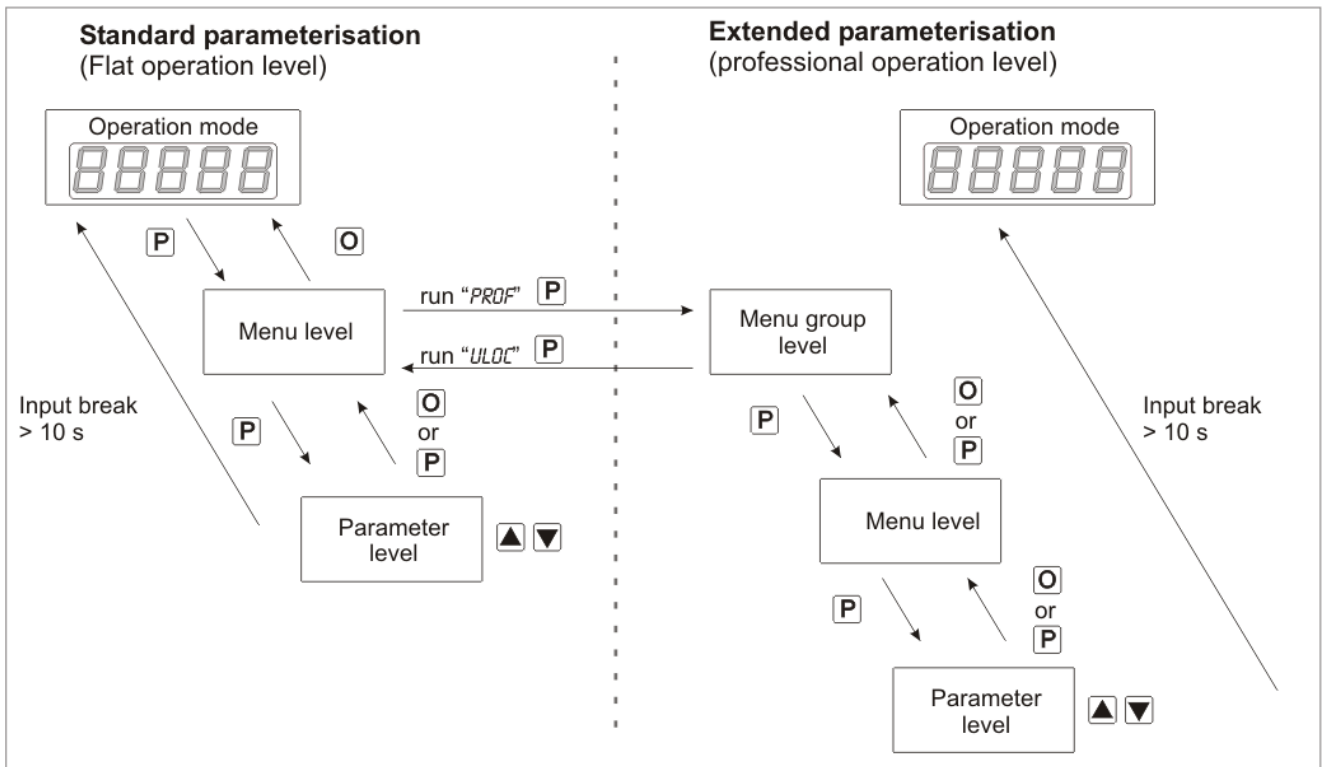 Standard parameterisation
(Flat operation level)
Extended parameterisation
(professional operation level)
Operation mode
88888
Operation mode
88888
P
O
run "PROF" P
Menu level
Menu group
level
run "ULOC" P
Input break
> 10 s
P
O
or
P
P
O
or
P
Input break
> 10 s
Parameter
level
▲ ▼
Menu level
P
O
or
P
Parameter
level
▲ ▼